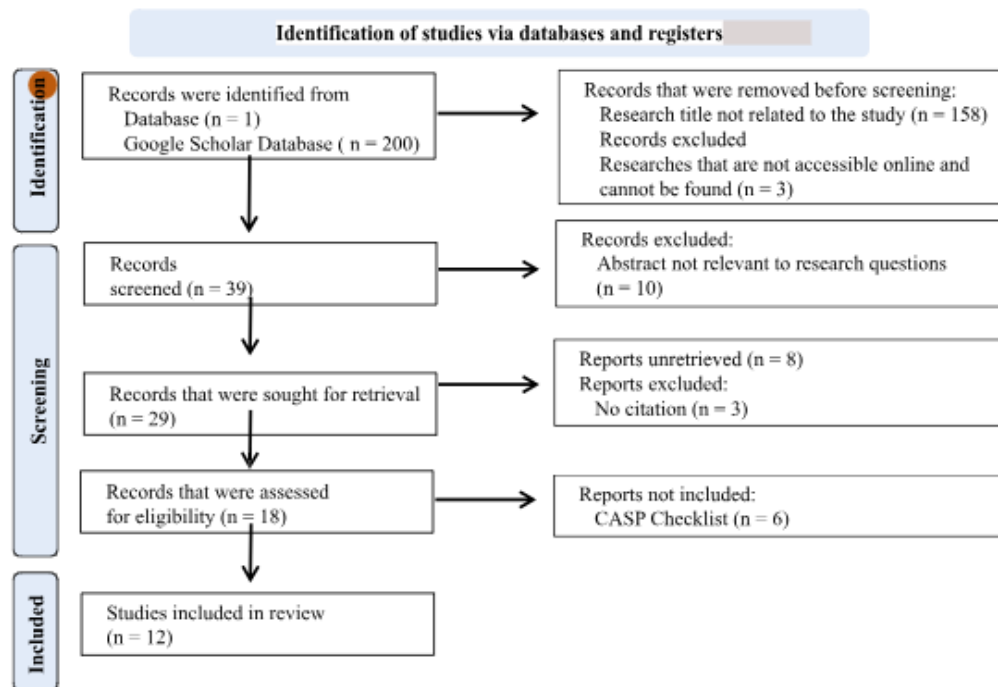 Identification of studies via databases and registers
Identification
Records were identified from
Database (n = 1)
Google Scholar Database ( n = 200)
Records that were removed before screening:
Research title not related to the study (n = 158)
Records excluded
Researches that are not accessible online and
cannot be found (n = 3)
Screening
Records
screened (n = 39)
Records excluded:
Abstract not relevant to research questions
(n = 10)
Records that were sought for retrieval
(n = 29)
Reports unretrieved (n = 8)
Reports excluded:
No citation (n = 3)
Records that were assessed
for eligibility (n = 18)
Reports not included:
CASP Checklist (n = 6)
Included
Studies included in review
(n = 12)